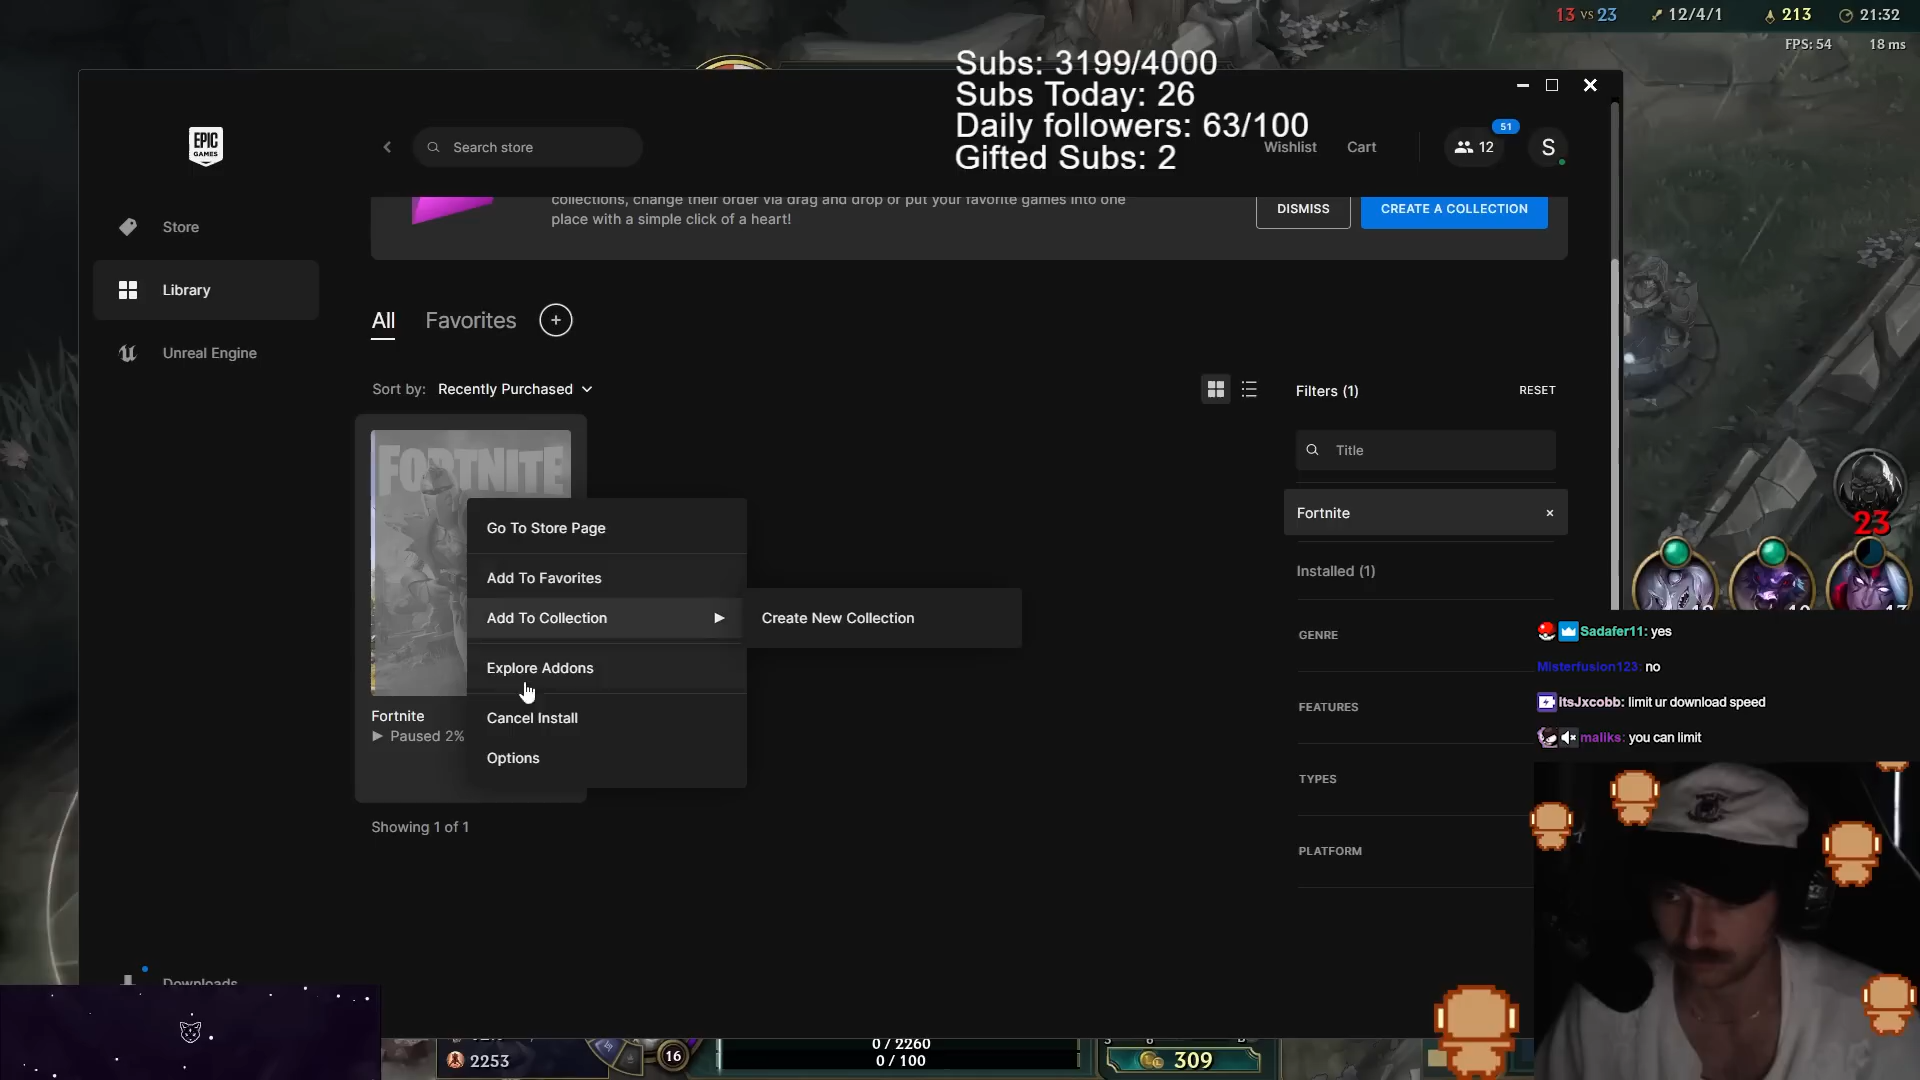 13 vs 23
12/4/1
213
21:32
FPS: 54
18 ms
Subs: 3199/4000
Subs Today: 26
Daily followers: 63/100
Gifted Subs: 2
EPIC
GAMES
Search store
Wishlist
Cart
51
12
S
Store
collections, change their order via drag and drop or put your favorite games into one
place with a simple click of a heart!
DISMISS
CREATE A COLLECTION
Library
All
Favorites
Unreal Engine
Sort by: Recently Purchased
Filters (1)
RESET
FORTNITE
Title
Go To Store Page
Fortnite
23
Add To Favorites
Installed (1)
Add To Collection
Create New Collection
GENRE
Sadafer11: yes
Explore Addons
Misterfusion123: no
FEATURES
ItsJxcobb: limit ur download speed
Fortnite
Paused 2%
Cancel Install
maliks: you can limit
Options
TYPES
Showing 1 of 1
PLATFORM
Downloads
0 / 2260
2253
16
0 / 100
309